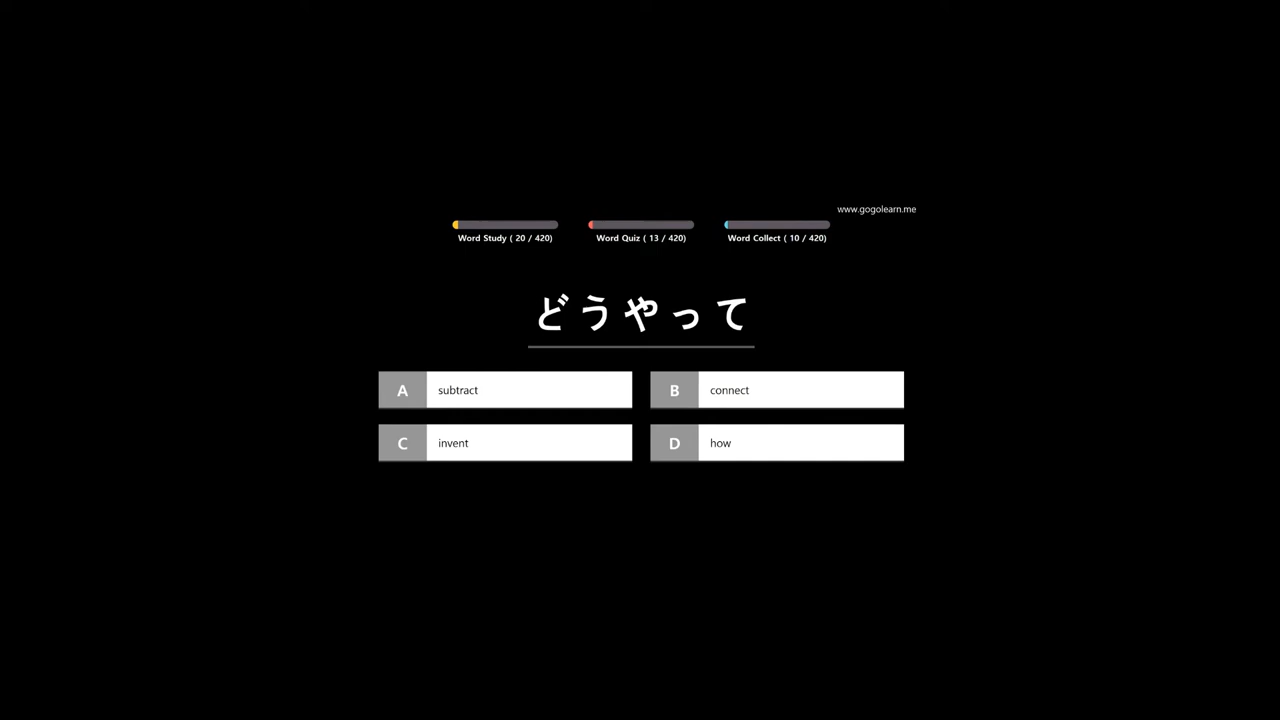 www.gogolearn.me
Word Study ( 20 / 420)
Word Quiz ( 13 / 420)
Word Collect ( 10 / 420)
どうやって
A subtract
B connect
C invent
D how